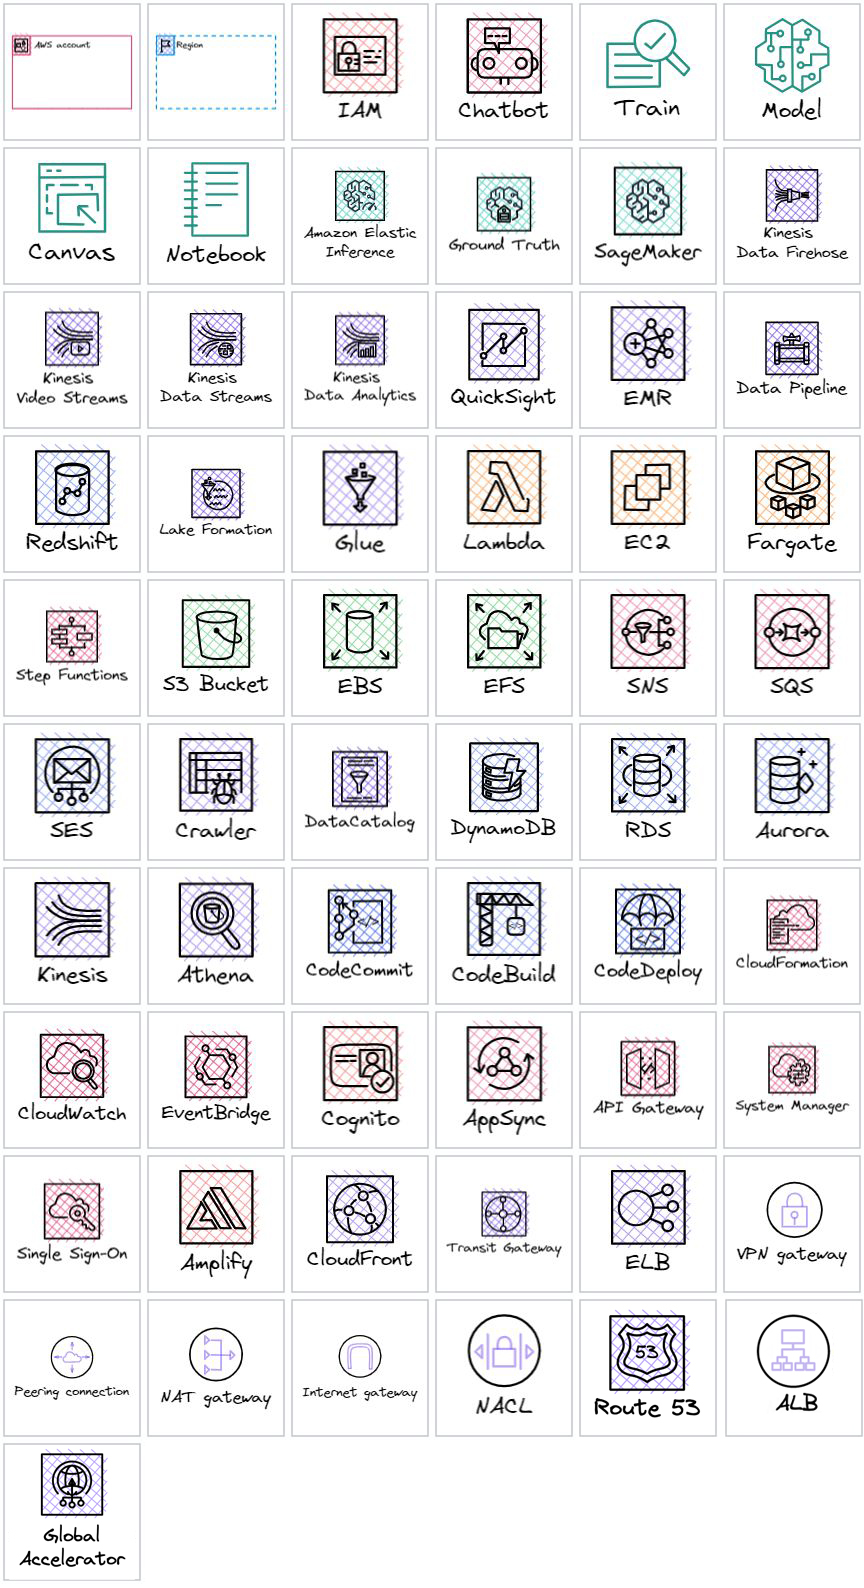 AWS account
Region
IAM
Chatbot
Train
Model
Canvas
Notebook
Amazon Elastic
Inference
Ground Truth
SageMaker
Kinesis
Data Firehose
Kinesis
Video Streams
Kinesis
Data Streams
Kinesis
Data Analytics
QuickSight
EMR
Data Pipeline
Redshift
Lake Formation
Glue
Lambda
EC2
Fargate
Step Functions
S3 Bucket
EBS
EFS
SNS
SQS
SES
Crawler
DataCatalog
DynamoDB
RDS
Aurora
Kinesis
Athena
CodeCommit
</>
CodeBuild
</>
CodeDeploy
</>
CloudFormation
CloudWatch
EventBridge
Cognito
AppSync
API Gateway
</>
System Manager
Single Sign-On
Amplify
CloudFront
Transit Gateway
ELB
VPN gateway
Peering connection
NAT gateway
Internet gateway
NACL
53
Route 53
ALB
Global
Accelerator